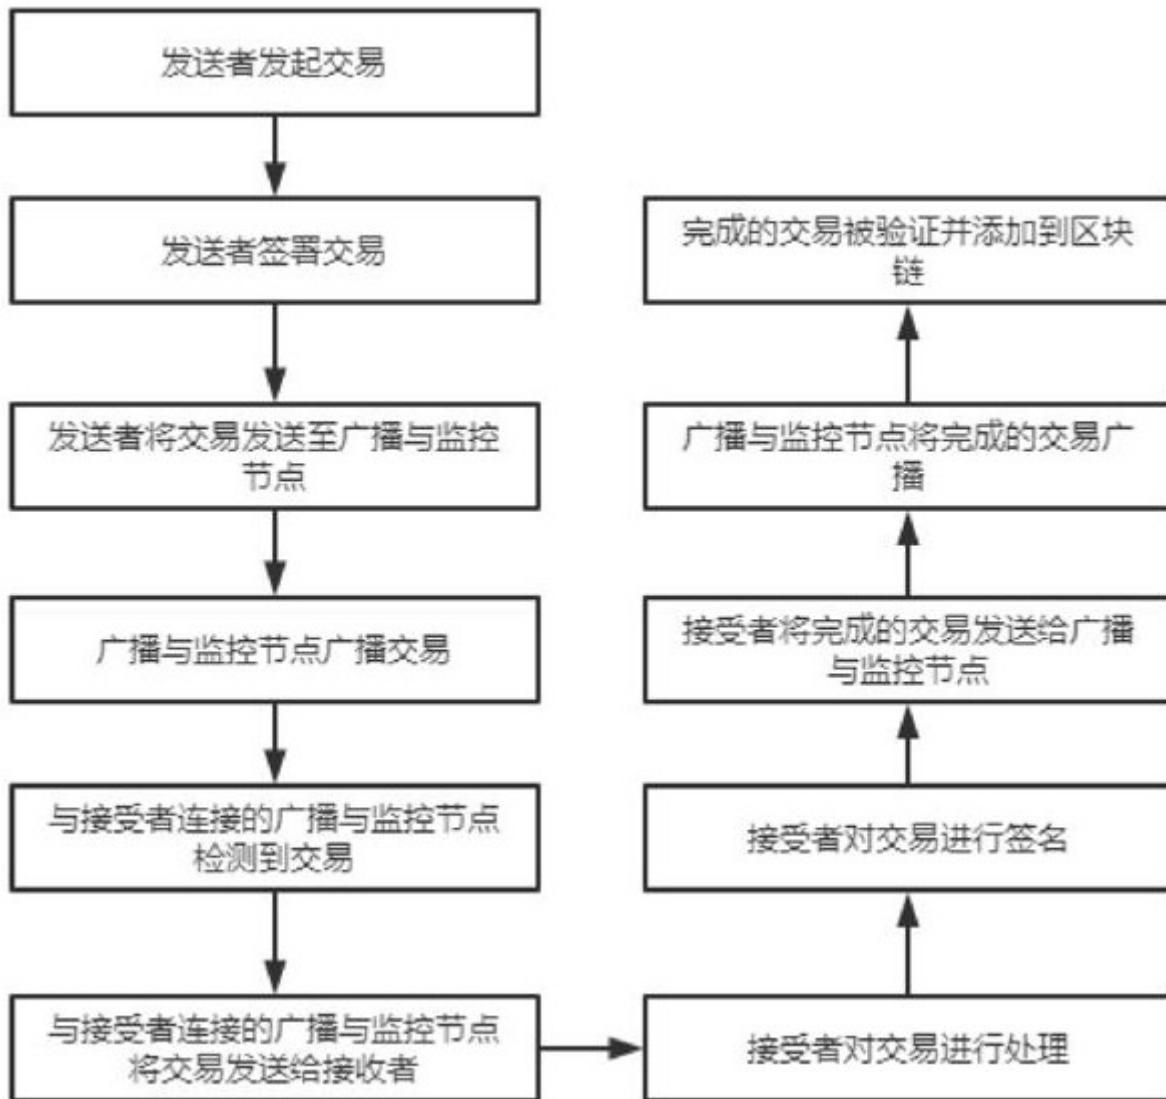 发送者发起交易
发送者签署交易
发送者将交易发送至广播与监控
节点
广播与监控节点广播交易
与接受者连接的广播与监控节点
检测到交易
与接受者连接的广播与监控节点
将交易发送给接收者
接受者对交易进行处理
接受者对交易进行签名
接受者将完成的交易发送给广播
与监控节点
广播与监控节点将完成的交易广
播
完成的交易被验证并添加到区块
链